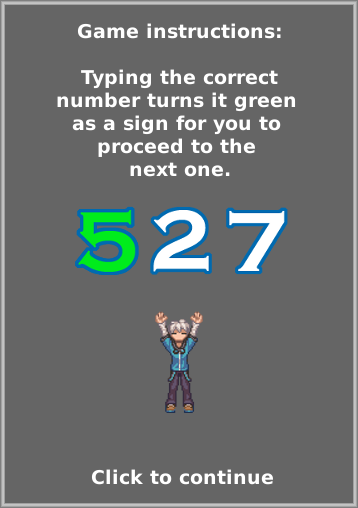 Game instructions:
Typing the correct
number turns it green
as a sign for you to
proceed to the
next one.
527
Click to continue